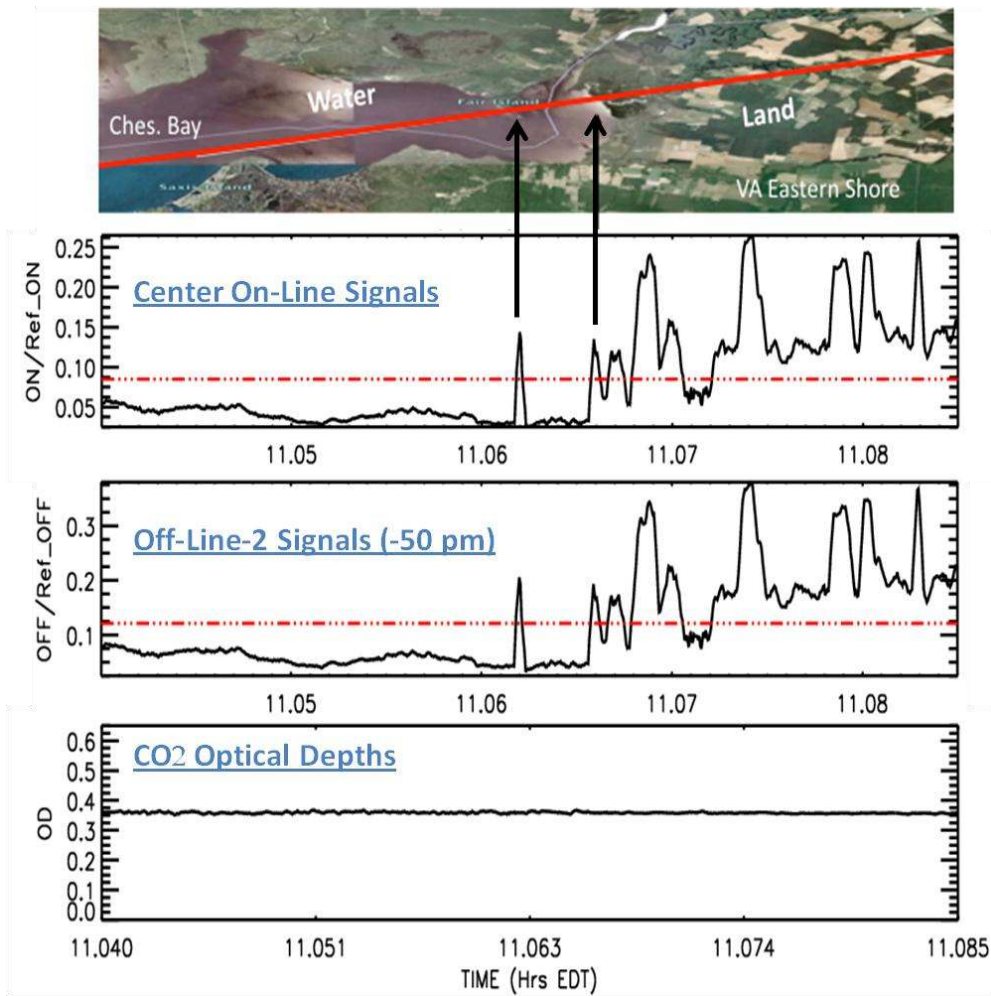 Water
Fair Island
Ches. Bay
Land
Saxis Island
VA Eastern Shore
ON/Ref_ON
0.25
0.20
0.15
0.10
0.05
Center On-Line Signals
11.05 11.06 11.07 11.08
OFF/Ref_OFF
0.3
0.2
0.1
Off-Line-2 Signals (-50 pm)
11.05 11.06 11.07 11.08
OD
0.6
0.5
0.4
0.3
0.2
0.1
0.0
CO2 Optical Depths
11.040 11.051 11.063 11.074 11.085
TIME (Hrs EDT)